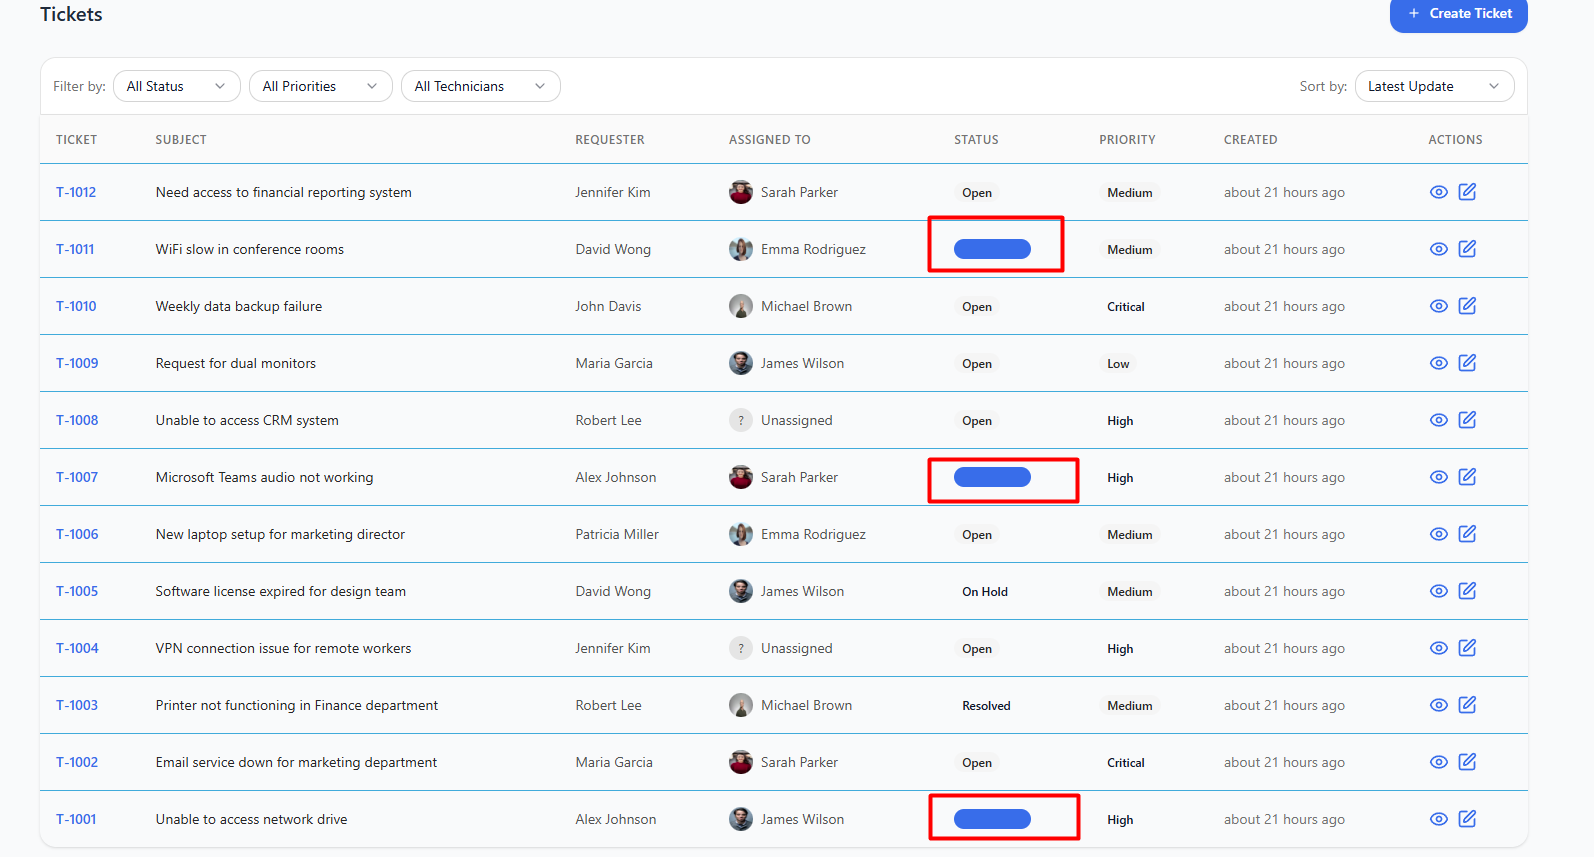 Tickets
+ Create Ticket
Filter by: All Status All Priorities All Technicians Sort by: Latest Update
TICKET SUBJECT REQUESTER ASSIGNED TO STATUS PRIORITY CREATED ACTIONS
T-1012 Need access to financial reporting system Jennifer Kim Sarah Parker Open Medium about 21 hours ago
T-1011 WiFi slow in conference rooms David Wong Emma Rodriguez Medium about 21 hours ago
T-1010 Weekly data backup failure John Davis Michael Brown Open Critical about 21 hours ago
T-1009 Request for dual monitors Maria Garcia James Wilson Open Low about 21 hours ago
T-1008 Unable to access CRM system Robert Lee ? Unassigned Open High about 21 hours ago
T-1007 Microsoft Teams audio not working Alex Johnson Sarah Parker High about 21 hours ago
T-1006 New laptop setup for marketing director Patricia Miller Emma Rodriguez Open Medium about 21 hours ago
T-1005 Software license expired for design team David Wong James Wilson On Hold Medium about 21 hours ago
T-1004 VPN connection issue for remote workers Jennifer Kim ? Unassigned Open High about 21 hours ago
T-1003 Printer not functioning in Finance department Robert Lee Michael Brown Resolved Medium about 21 hours ago
T-1002 Email service down for marketing department Maria Garcia Sarah Parker Open Critical about 21 hours ago
T-1001 Unable to access network drive Alex Johnson James Wilson High about 21 hours ago